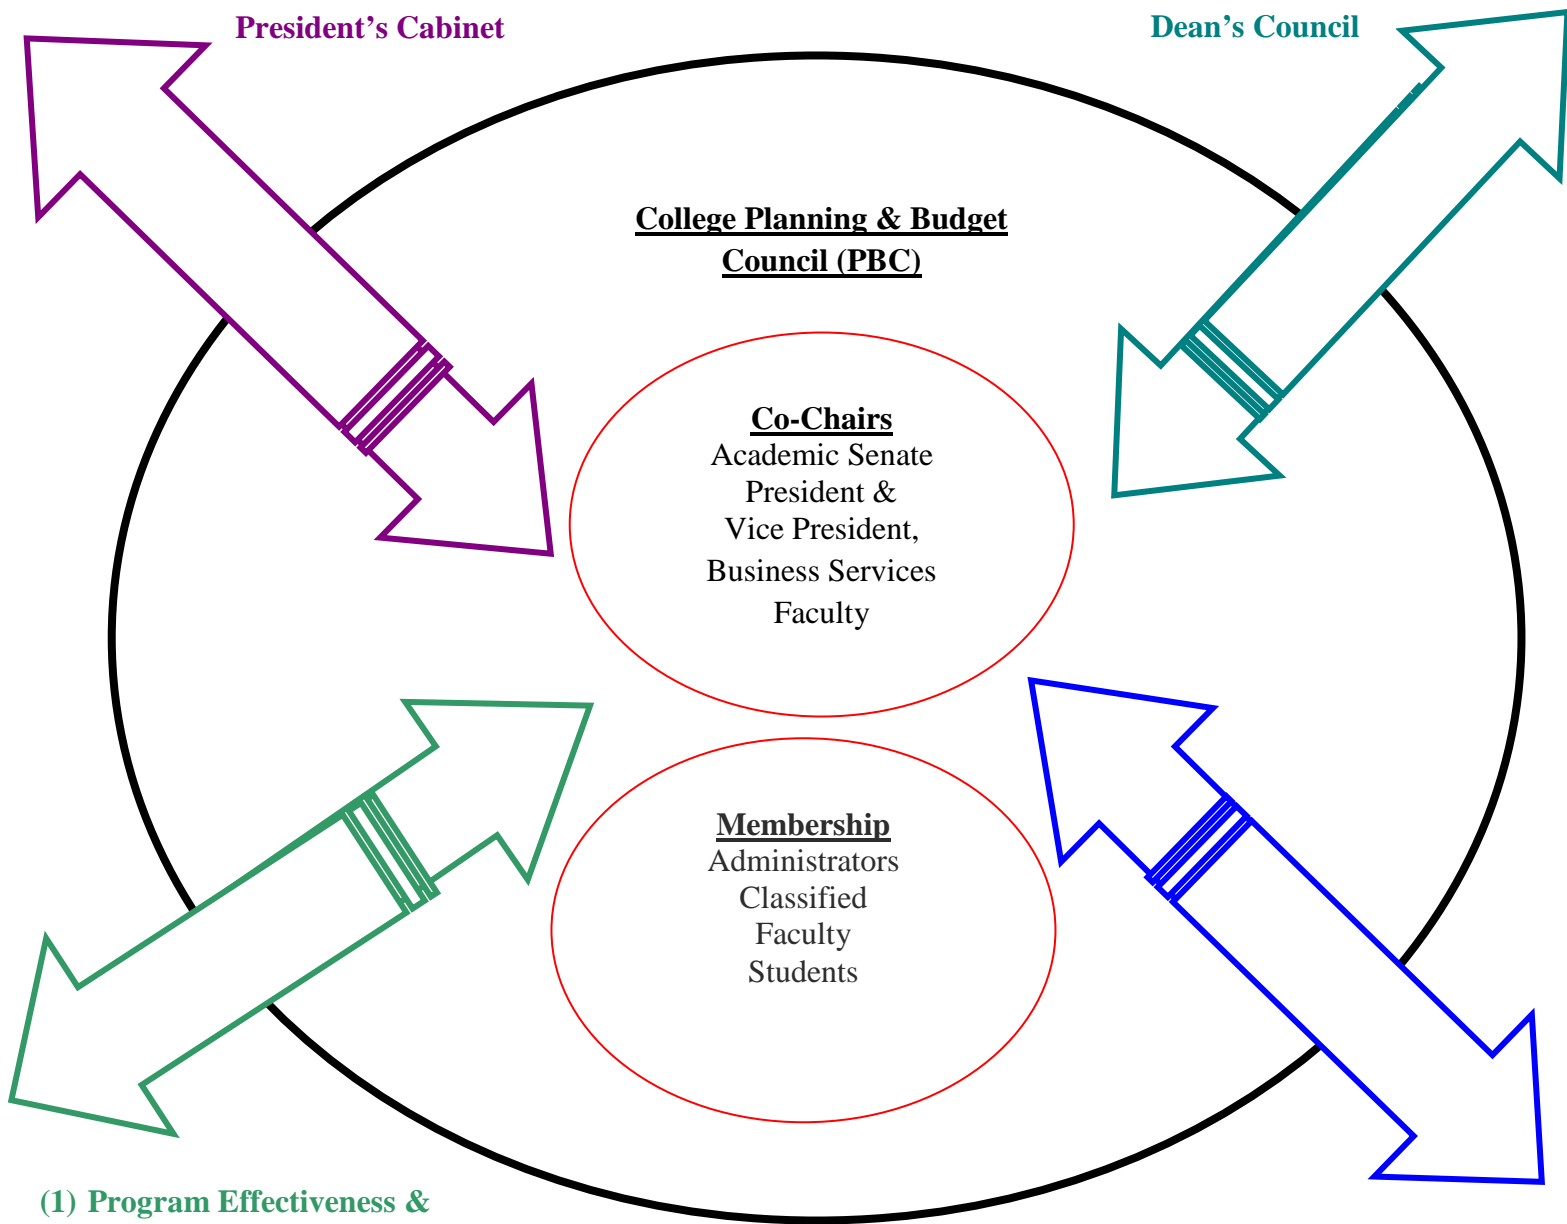 President’s Cabinet
Dean’s Council
College Planning & Budget
Council (PBC)
Co-Chairs
Academic Senate
President &
Vice President,
Business Services
Faculty
Membership
Administrators
Classified
Faculty
Students
(1) Program Effectiveness &